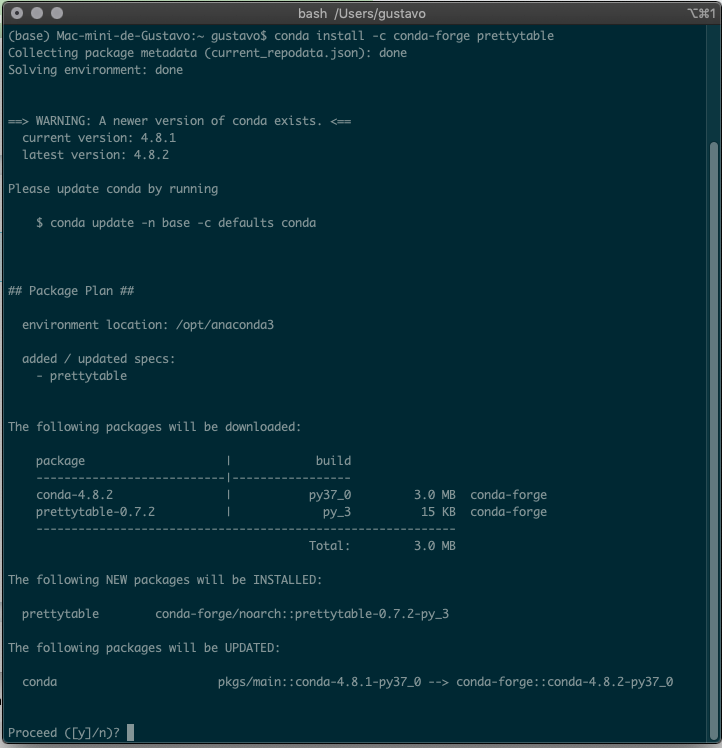 bash  /Users/gustavo
⌥⌘1
(base) Mac-mini-de-Gustavo:~ gustavo$ conda install -c conda-forge prettytable
Collecting package metadata (current_repodata.json): done
Solving environment: done
==> WARNING: A newer version of conda exists. <==
  current version: 4.8.1
  latest version: 4.8.2
Please update conda by running
    $ conda update -n base -c defaults conda
## Package Plan ##
  environment location: /opt/anaconda3
  added / updated specs:
    - prettytable
The following packages will be downloaded:
    package                    |            build
    ---------------------------|-----------------
    conda-4.8.2                |           py37_0         3.0 MB  conda-forge
    prettytable-0.7.2          |             py_3          15 KB  conda-forge
    ------------------------------------------------------------
                                           Total:         3.0 MB
The following NEW packages will be INSTALLED:
  prettytable        conda-forge/noarch::prettytable-0.7.2-py_3
The following packages will be UPDATED:
  conda                       pkgs/main::conda-4.8.1-py37_0 --> conda-forge::conda-4.8.2-py37_0
Proceed ([y]/n)?